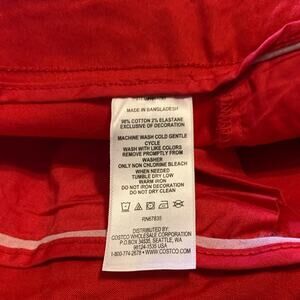 MADE IN BANGLADESH
98% COTTON 2% ELASTANE
EXCLUSIVE OF DECORATION
MACHINE WASH COLD GENTLE
CYCLE
WASH WITH LIKE COLORS
REMOVE PROMPTLY FROM
WASHER
ONLY NON CHLORINE BLEACH
WHEN NEEDED
TUMBLE DRY LOW
WARM IRON
DO NOT IRON DECORATION
DO NOT DRY CLEAN
RN67835
DISTRIBUTED BY:
COSTCO WHOLESALE CORPORATION
P.O BOX 34535, SEATTLE, WA
98124-1535 USA
1-800-774-2678 • WWW.COSTCO.COM